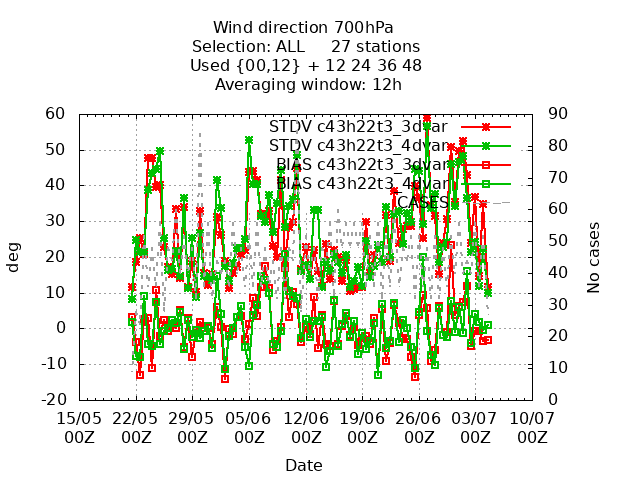 Wind direction 700hPa
Selection: ALL 27 stations
Used {00,12} + 12 24 36 48
Averaging window: 12h
60 50 40 30 20 10 0 -10 -20
deg
90 80 70 60 50 40 30 20 10 0
No cases
STDV c43h22t3_3dvar
STDV c43h22t3_4dvar
BIAS c43h22t3_3dvar
BIAS c43h22t3_4dvar
CASES
15/05 22/05 29/05 05/06 12/06 19/06 26/06 03/07 10/07
00Z 00Z 00Z 00Z 00Z 00Z 00Z 00Z 00Z
Date